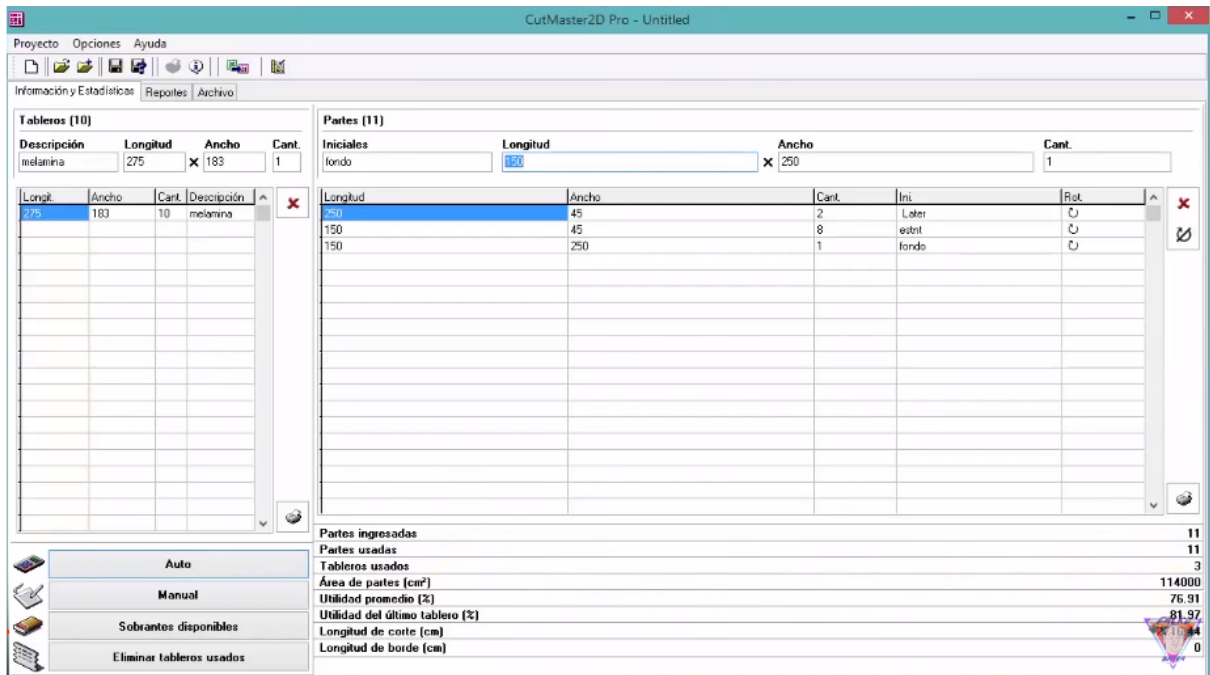 CutMaster2D Pro - Untitled
Proyecto Opciones Ayuda
Información y Estadísticas Reportes Archivo
Tableros (10)
Descripción Longitud Ancho Cant.
melamina 275 X 183 1
Longit. Ancho Cant. Descripción
275 183 10 melamina
Partes (11)
Iniciales Longitud Ancho Cant.
fondo 150 X 250 1
Longitud Ancho Cant. Ini. Rot.
250 45 2 Later
150 45 8 estnt
150 250 1 fondo
Partes ingresadas 11
Partes usadas 11
Tableros usados 3
Área de partes (cm²) 114000
Utilidad promedio (%) 76.91
Utilidad del último tablero (%) 81.97
Longitud de corte (cm)
Longitud de borde (cm) 0
Auto
Manual
Sobrantes disponibles
Eliminar tableros usados